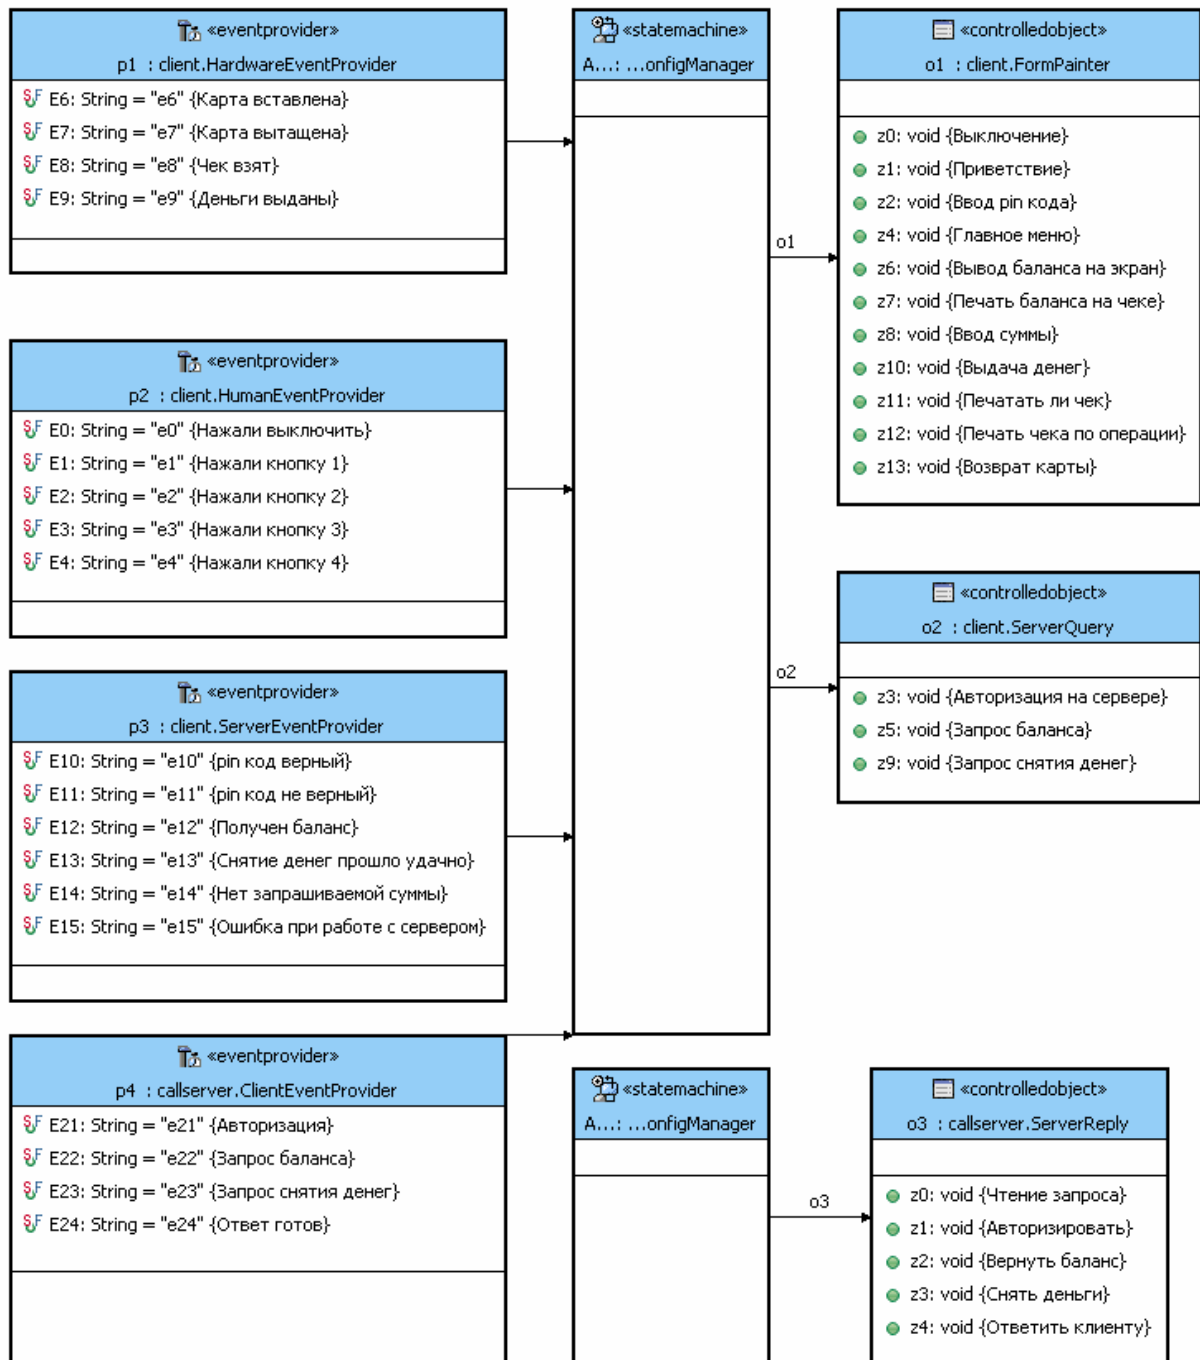 «eventprovider»
p1 : client.HardwareEventProvider
E6: String = "e6" {Карта вставлена}
E7: String = "e7" {Карта вытащена}
E8: String = "e8" {Чек взят}
E9: String = "e9" {Деньги выданы}
«eventprovider»
p2 : client.HumanEventProvider
E0: String = "e0" {Нажали выключить}
E1: String = "e1" {Нажали кнопку 1}
E2: String = "e2" {Нажали кнопку 2}
E3: String = "e3" {Нажали кнопку 3}
E4: String = "e4" {Нажали кнопку 4}
«eventprovider»
p3 : client.ServerEventProvider
E10: String = "e10" {pin код верный}
E11: String = "e11" {pin код не верный}
E12: String = "e12" {Получен баланс}
E13: String = "e13" {Снятие денег прошло удачно}
E14: String = "e14" {Нет запрашиваемой суммы}
E15: String = "e15" {Ошибка при работе с сервером}
«eventprovider»
p4 : callserver.ClientEventProvider
E21: String = "e21" {Авторизация}
E22: String = "e22" {Запрос баланса}
E23: String = "e23" {Запрос снятия денег}
E24: String = "e24" {Ответ готов}
«statemachine»
A...: ...onfigManager
o1
o2
«statemachine»
A...: ...onfigManager
o3
«controlledobject»
o1 : client.FormPainter
z0: void {Выключение}
z1: void {Приветствие}
z2: void {Ввод pin кода}
z4: void {Главное меню}
z6: void {Вывод баланса на экран}
z7: void {Печать баланса на чеке}
z8: void {Ввод суммы}
z10: void {Выдача денег}
z11: void {Печатать ли чек}
z12: void {Печать чека по операции}
z13: void {Возврат карты}
«controlledobject»
o2 : client.ServerQuery
z3: void {Авторизация на сервере}
z5: void {Запрос баланса}
z9: void {Запрос снятия денег}
«controlledobject»
o3 : callserver.ServerReply
z0: void {Чтение запроса}
z1: void {Авторизировать}
z2: void {Вернуть баланс}
z3: void {Снять деньги}
z4: void {Ответить клиенту}